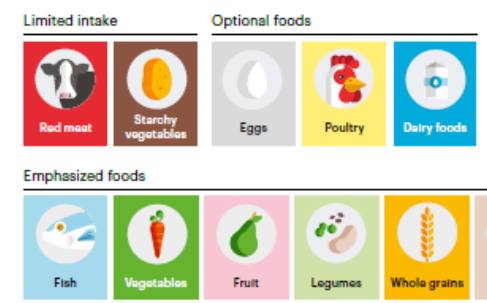 Limited intake
Optional foods
Red meat
Starchy
vegetables
Eggs
Poultry
Dairy foods
Emphasized foods
Fish
Vegetables
Fruit
Legumes
Whole grains